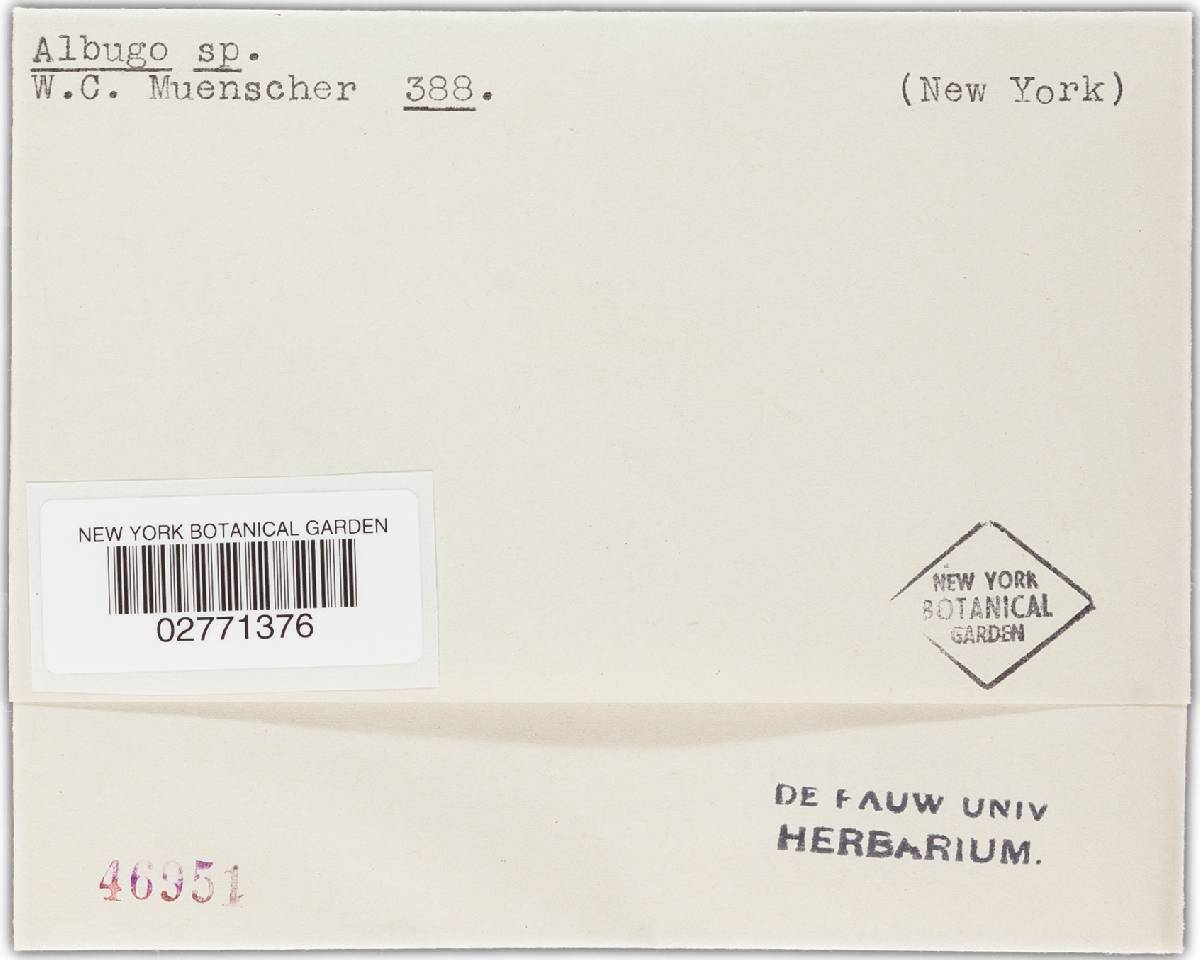 Albugo sp.
W.C. Muenscher 388. (New York)
NEW YORK BOTANICAL GARDEN
02771376
NEW YORK
BOTANICAL
GARDEN
DE PAUW UNIV
HERBARIUM.
46951